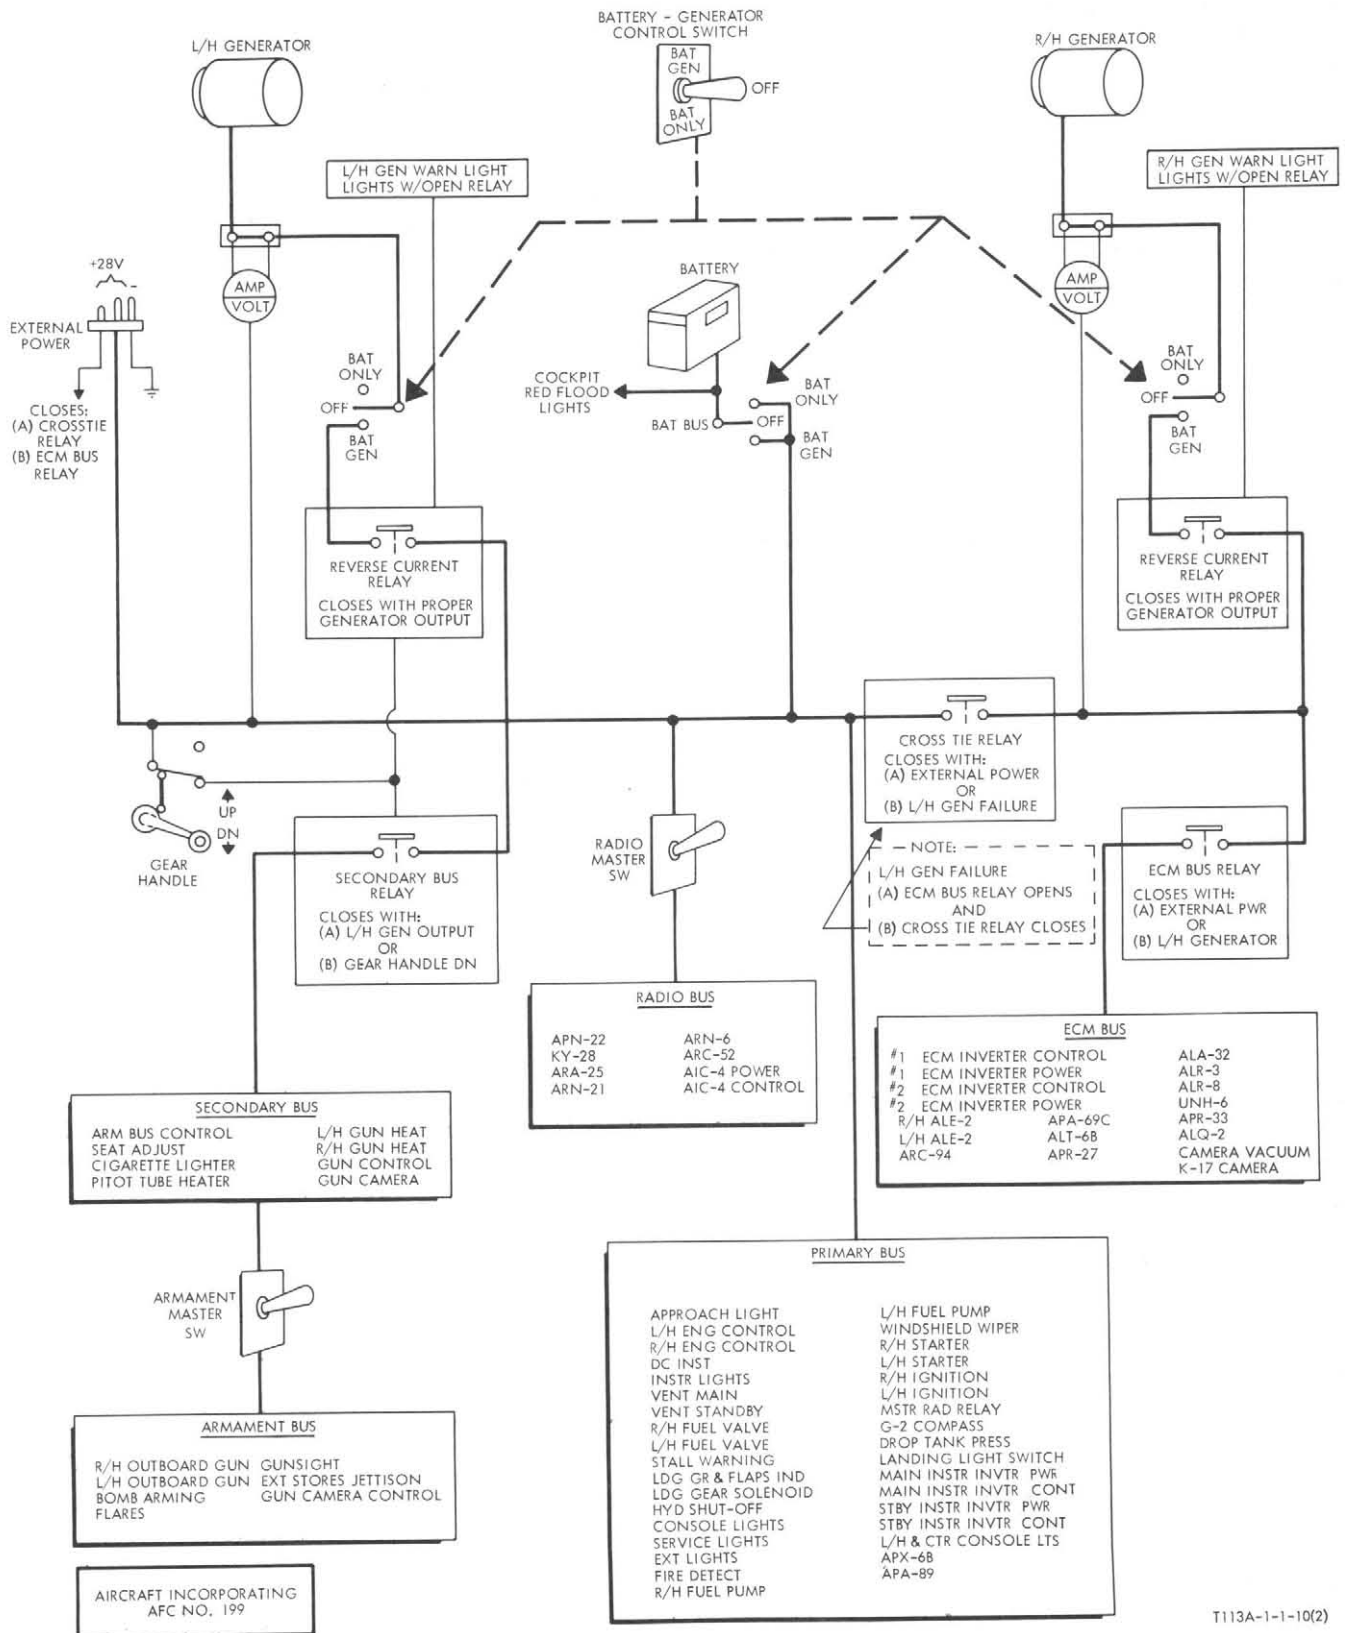 BATTERY - GENERATOR
CONTROL SWITCH
BAT
GEN
OFF
BAT
ONLY
L/H GENERATOR
R/H GENERATOR
L/H GEN WARN LIGHT
LIGHTS W/OPEN RELAY
R/H GEN WARN LIGHT
LIGHTS W/OPEN RELAY
+28V
-
EXTERNAL
POWER
CLOSES:
(A) CROSSTIE
RELAY
(B) ECM BUS
RELAY
AMP
VOLT
BATTERY
AMP
VOLT
BAT
ONLY
OFF
BAT
GEN
COCKPIT
RED FLOOD
LIGHTS
BAT BUS
BAT
ONLY
OFF
BAT
GEN
BAT
ONLY
OFF
BAT
GEN
REVERSE CURRENT
RELAY
CLOSES WITH PROPER
GENERATOR OUTPUT
REVERSE CURRENT
RELAY
CLOSES WITH PROPER
GENERATOR OUTPUT
CROSS TIE RELAY
CLOSES WITH:
(A) EXTERNAL POWER
OR
(B) L/H GEN FAILURE
UP
DN
GEAR
HANDLE
SECONDARY BUS
RELAY
CLOSES WITH:
(A) L/H GEN OUTPUT
OR
(B) GEAR HANDLE DN
RADIO
MASTER
SW
NOTE:
L/H GEN FAILURE
(A) ECM BUS RELAY OPENS
AND
(B) CROSS TIE RELAY CLOSES
ECM BUS RELAY
CLOSES WITH:
(A) EXTERNAL PWR
OR
(B) L/H GENERATOR
RADIO BUS
APN-22 ARN-6
KY-28 ARC-52
ARA-25 AIC-4 POWER
ARN-21 AIC-4 CONTROL
ECM BUS
#1 ECM INVERTER CONTROL ALA-32
#1 ECM INVERTER POWER ALR-3
#2 ECM INVERTER CONTROL ALR-8
#2 ECM INVERTER POWER UNH-6
R/H ALE-2 APA-69C APR-33
L/H ALE-2 ALT-6B ALQ-2
ARC-94 APR-27 CAMERA VACUUM
K-17 CAMERA
SECONDARY BUS
ARM BUS CONTROL L/H GUN HEAT
SEAT ADJUST R/H GUN HEAT
CIGARETTE LIGHTER GUN CONTROL
PITOT TUBE HEATER GUN CAMERA
ARMAMENT
MASTER
SW
ARMAMENT BUS
R/H OUTBOARD GUN GUNSIGHT
L/H OUTBOARD GUN EXT STORES JETTISON
BOMB ARMING GUN CAMERA CONTROL
FLARES
PRIMARY BUS
APPROACH LIGHT L/H FUEL PUMP
L/H ENG CONTROL WINDSHIELD WIPER
R/H ENG CONTROL R/H STARTER
DC INST L/H STARTER
INSTR LIGHTS R/H IGNITION
VENT MAIN L/H IGNITION
VENT STANDBY MSTR RAD RELAY
R/H FUEL VALVE G-2 COMPASS
L/H FUEL VALVE DROP TANK PRESS
STALL WARNING LANDING LIGHT SWITCH
LDG GR & FLAPS IND MAIN INSTR INVTR PWR
LDG GEAR SOLENOID MAIN INSTR INVTR CONT
HYD SHUT-OFF STBY INSTR INVTR PWR
CONSOLE LIGHTS STBY INSTR INVTR CONT
SERVICE LIGHTS L/H & CTR CONSOLE LTS
EXT LIGHTS APX-6B
FIRE DETECT APA-89
R/H FUEL PUMP
AIRCRAFT INCORPORATING
AFC NO. 199
T113A-1-1-10(2)